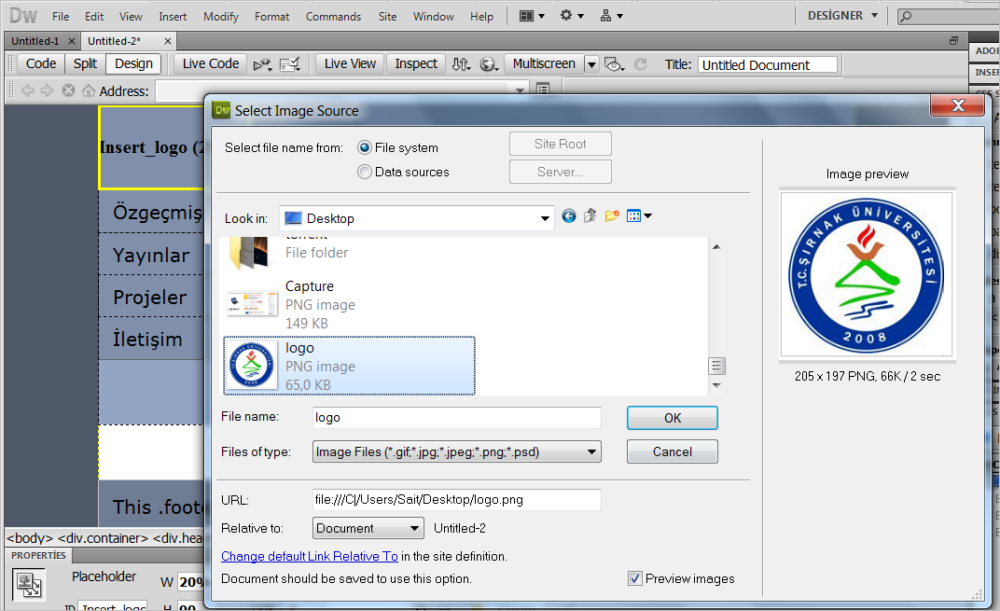 Dw File Edit View Insert Modify Format Commands Site Window Help DESIGNER
Untitled-1 × Untitled-2* ×
Code Split Design Live Code Live View Inspect Multiscreen Title: Untitled Document
Address:
ADOB
INSER
CSS S
Dw Select Image Source
Insert_logo (2
Özgeçmiş
Yayınlar
Projeler
İletişim
This .foote
Select file name from: File system Site Root
Data sources Server...
Look in: Desktop
torrent
File folder
Capture
PNG image
149 KB
logo
PNG image
65,0 KB
File name: logo OK
Files of type: Image Files (*.gif;*.jpg;*.jpeg;*.png;*.psd) Cancel
URL: file:///C|/Users/Sait/Desktop/logo.png
Relative to: Document Untitled-2
Change default Link Relative To in the site definition.
Document should be saved to use this option. Preview images
Image preview
T.C. ŞIRNAK ÜNİVERSİTESİ
2008
205 x 197 PNG, 66K / 2 sec
<body> <div.container> <div.hea
PROPERTIES
Placeholder W 20%
ID Insert_logo H 90